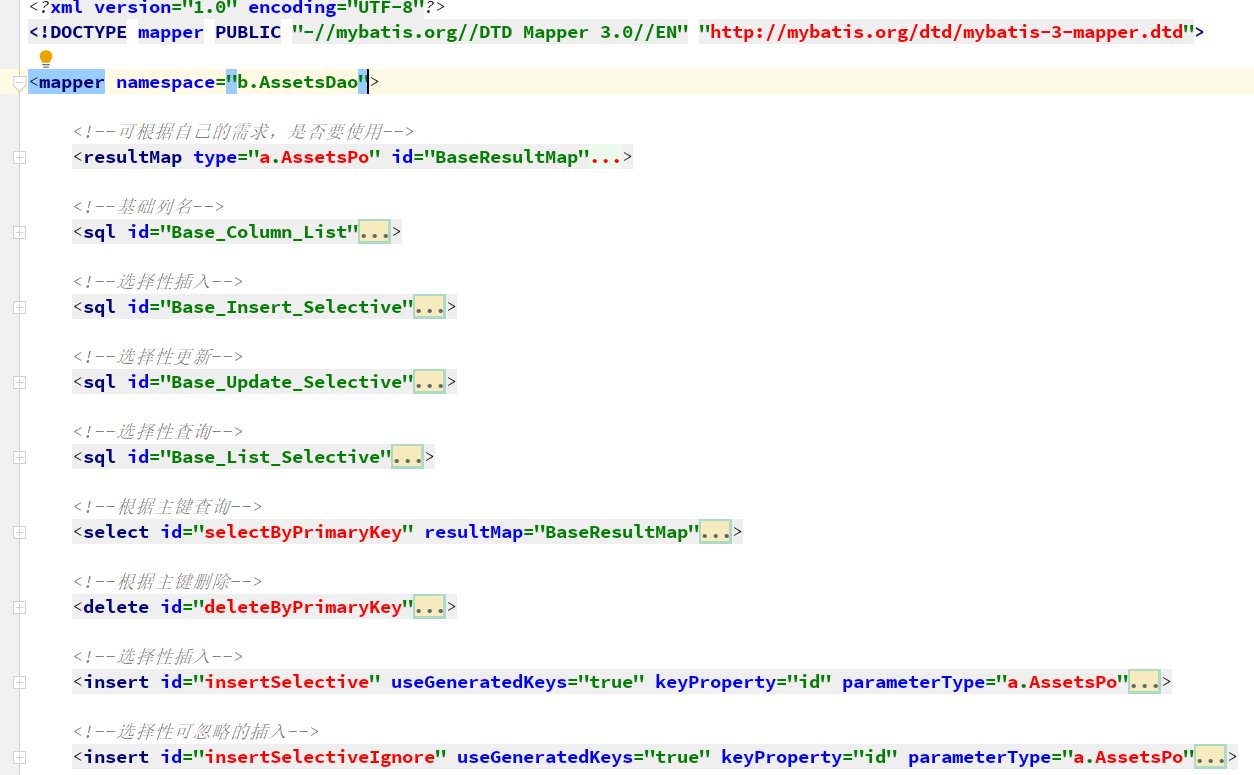 <?xml version="1.0" encoding="UTF-8"?>
<!DOCTYPE mapper PUBLIC "-//mybatis.org//DTD Mapper 3.0//EN" "http://mybatis.org/dtd/mybatis-3-mapper.dtd">
<mapper namespace="b.AssetsDao">
<!--可根据自己的需求，是否要使用-->
<resultMap type="a.AssetsPo" id="BaseResultMap"...>
<!--基础列名-->
<sql id="Base_Column_List"...>
<!--选择性插入-->
<sql id="Base_Insert_Selective"...>
<!--选择性更新-->
<sql id="Base_Update_Selective"...>
<!--选择性查询-->
<sql id="Base_List_Selective"...>
<!--根据主键查询-->
<select id="selectByPrimaryKey" resultMap="BaseResultMap"...>
<!--根据主键删除-->
<delete id="deleteByPrimaryKey"...>
<!--选择性插入-->
<insert id="insertSelective" useGeneratedKeys="true" keyProperty="id" parameterType="a.AssetsPo"...>
<!--选择性可忽略的插入-->
<insert id="insertSelectiveIgnore" useGeneratedKeys="true" keyProperty="id" parameterType="a.AssetsPo"...>